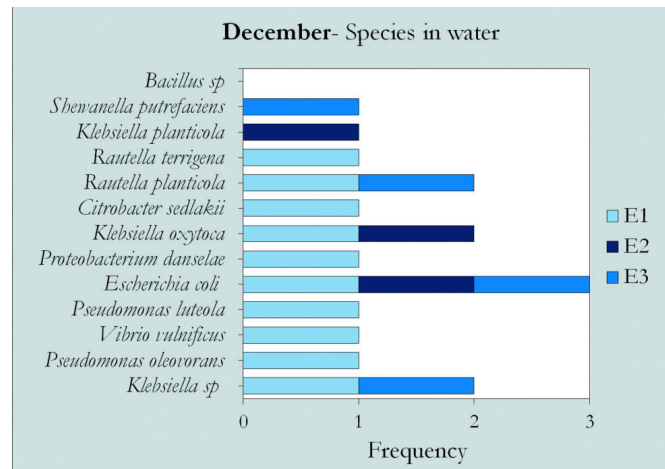 December- Species in water
Bacillus sp
Shewanella putrefaciens
Klebsiella planticola
Rautella terrigena
Rautella planticola
Citrobacter sedlakii
Klebsiella oxytoca
Proteobacterium danselae
Escherichia coli
Pseudomonas luteola
Vibrio vulnificus
Pseudomonas oleovorans
Klebsiella sp
0 1 2 3
Frequency
E1
E2
E3